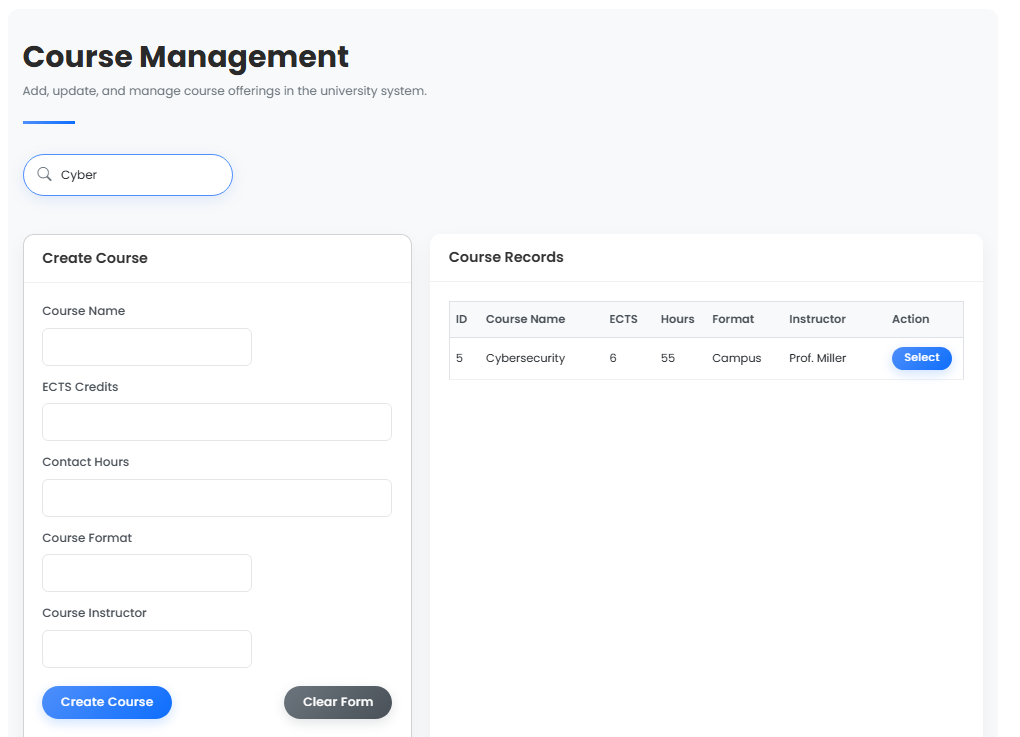 Course Management
Add, update, and manage course offerings in the university system.
Cyber
Create Course
Course Name
ECTS Credits
Contact Hours
Course Format
Course Instructor
Create Course Clear Form
Course Records
ID Course Name ECTS Hours Format Instructor Action
5 Cybersecurity 6 55 Campus Prof. Miller Select